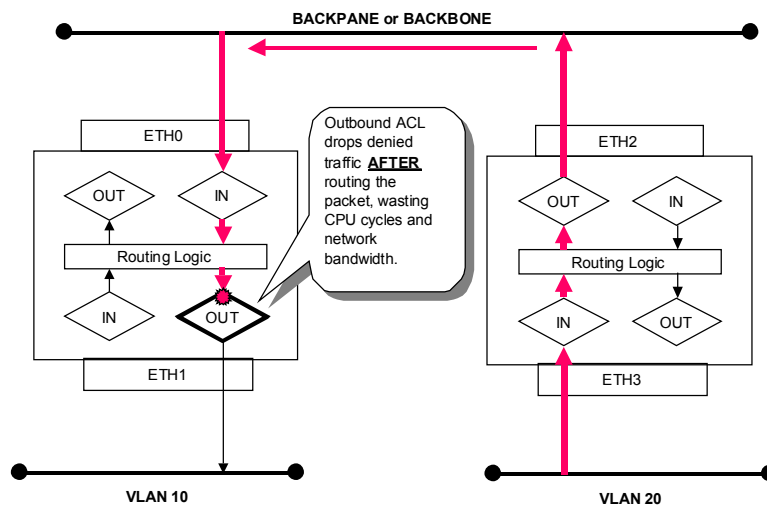 BACKPANE or BACKBONE
ETH0
OUT
IN
Routing Logic
IN
OUT
ETH1
VLAN 10
Outbound ACL
drops denied
traffic AFTER
routing the
packet, wasting
CPU cycles and
network
bandwidth.
ETH2
OUT
IN
Routing Logic
IN
OUT
ETH3
VLAN 20